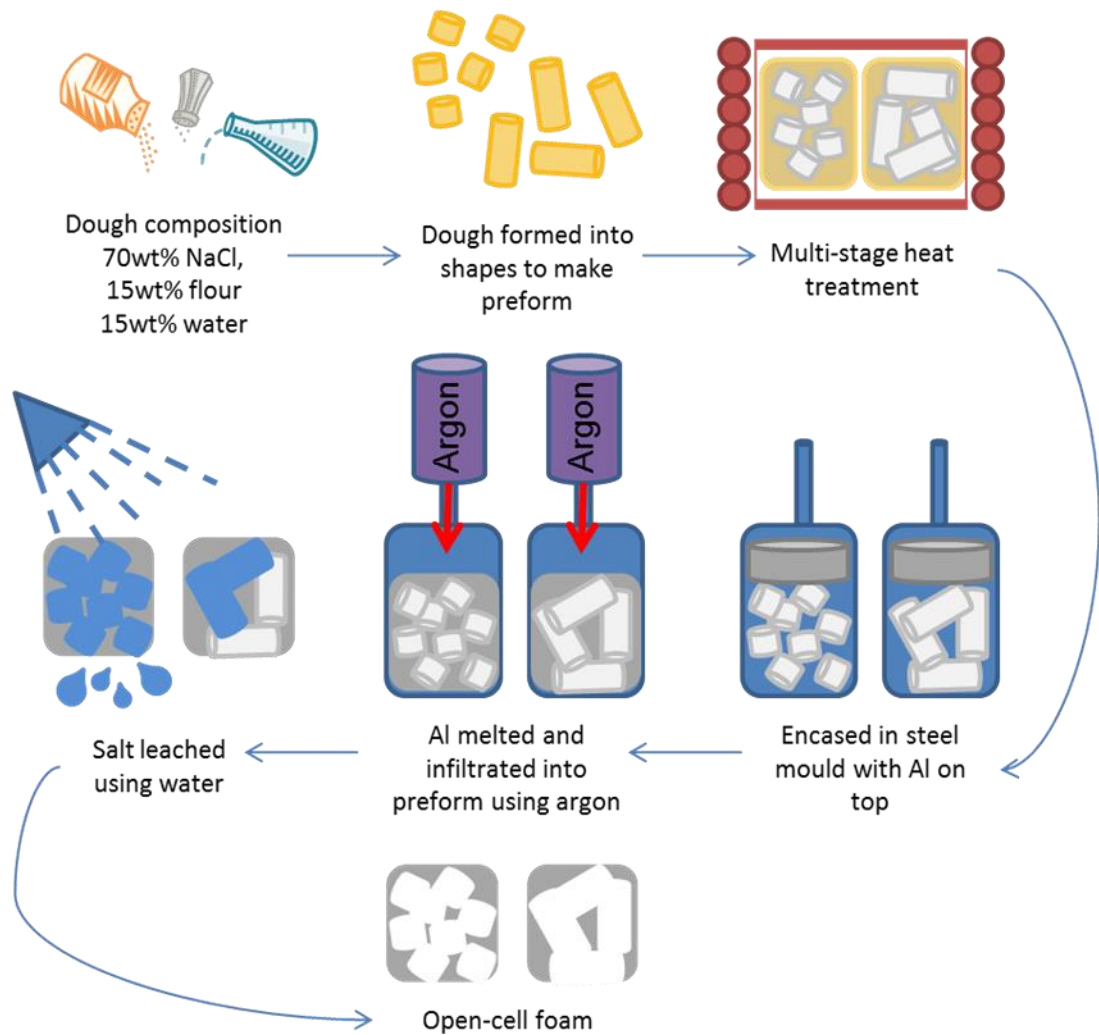 Dough composition
70wt% NaCl,
15wt% flour
15wt% water
Dough formed into
shapes to make
preform
Multi-stage heat
treatment
Encased in steel
mould with Al on
top
Argon
Argon
Al melted and
infiltrated into
preform using argon
Salt leached
using water
Open-cell foam